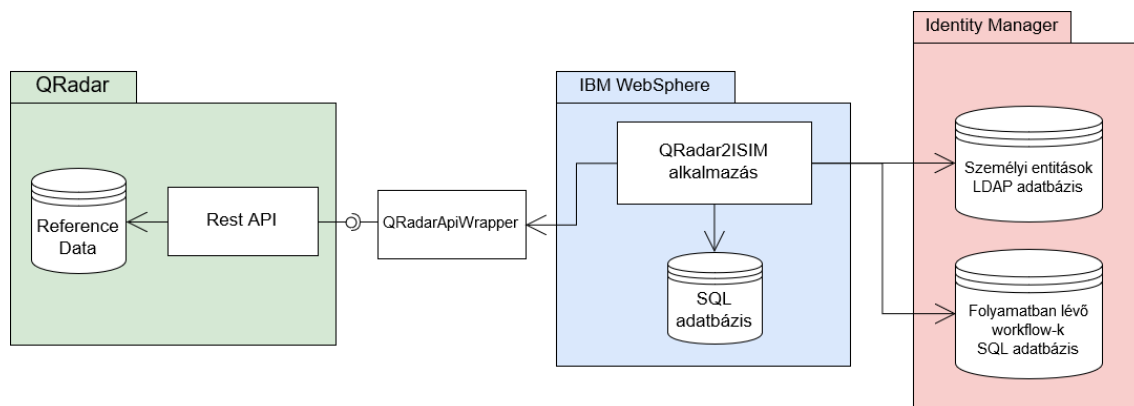 QRadar
Reference
Data
Rest API
QRadarApiWrapper
IBM WebSphere
QRadar2ISIM
alkalmazás
SQL
adatbázis
Identity Manager
Személyi entitások
LDAP adatbázis
Folyamatban lévő
workflow-k
SQL adatbázis